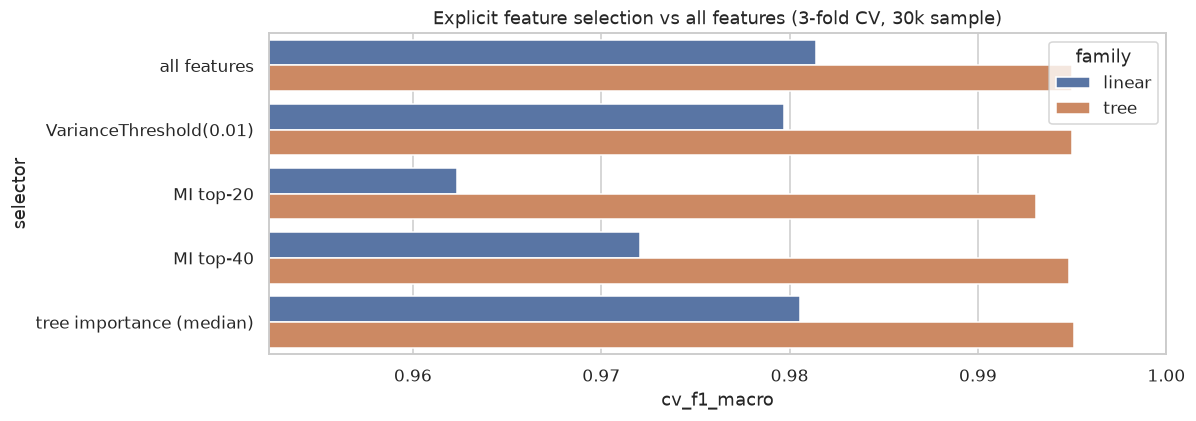 Explicit feature selection vs all features (3-fold CV, 30k sample)
family
linear
tree
selector
all features
VarianceThreshold(0.01)
MI top-20
MI top-40
tree importance (median)
0.96 0.97 0.98 0.99 1.00
cv_f1_macro